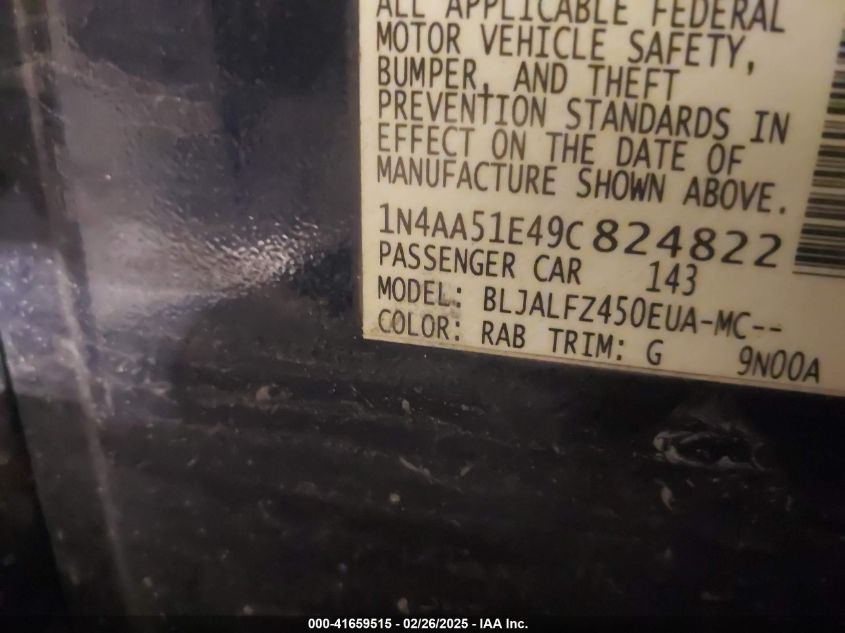 ALL APPLICABLE FEDERAL
MOTOR VEHICLE SAFETY,
BUMPER, AND THEFT
PREVENTION STANDARDS IN
EFFECT ON THE DATE OF
MANUFACTURE SHOWN ABOVE.
1N4AA51E49C824822
PASSENGER CAR 143
MODEL: BLJALFZ450EUA-MC--
COLOR: RAB TRIM: G 9N00A
000-41659515 - 02/26/2025 - IAA Inc.